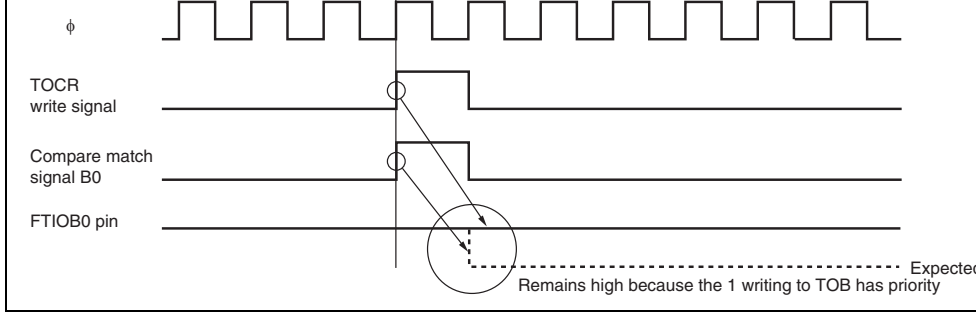 ϕ
TOCR
write signal
Compare match
signal B0
FTIOB0 pin
Expected
Remains high because the 1 writing to TOB has priority